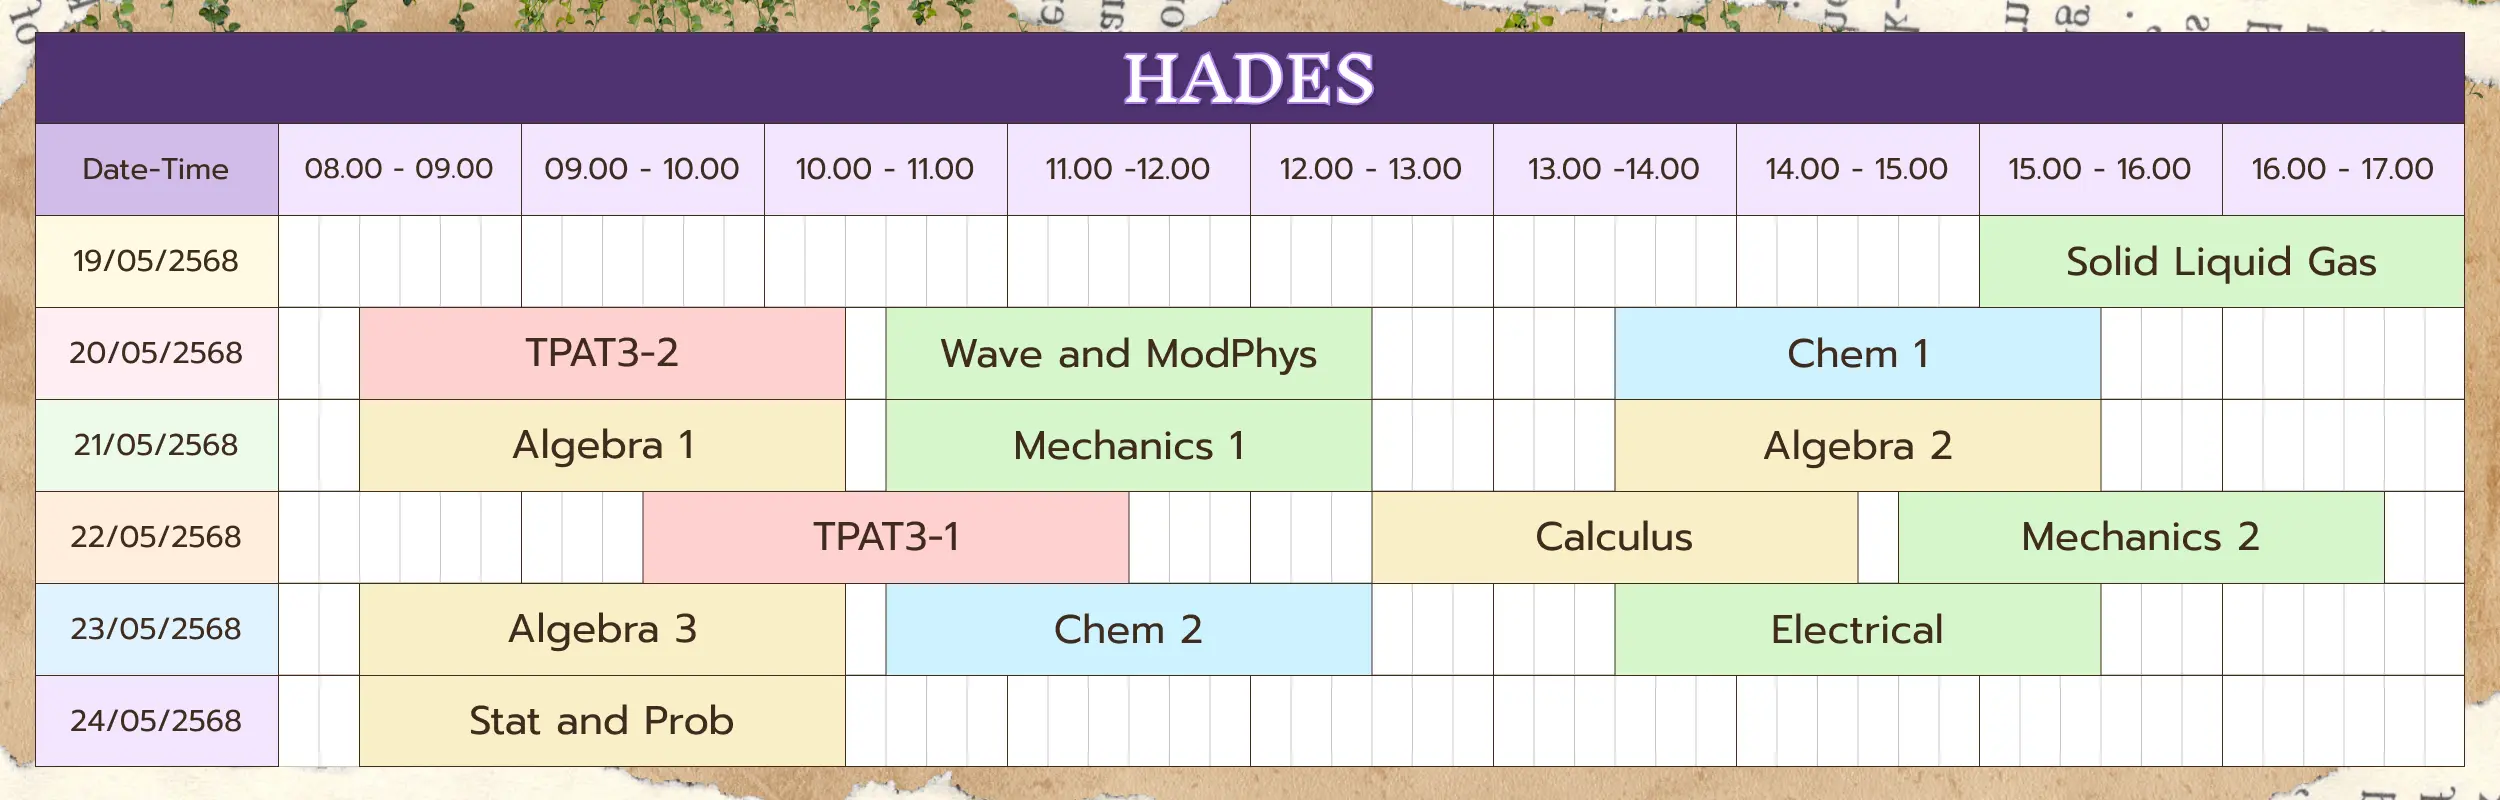 HADES
Date-Time 08.00 - 09.00 09.00 - 10.00 10.00 - 11.00 11.00 -12.00 12.00 - 13.00 13.00 -14.00 14.00 - 15.00 15.00 - 16.00 16.00 - 17.00
19/05/2568 Solid Liquid Gas
20/05/2568 TPAT3-2 Wave and ModPhys Chem 1
21/05/2568 Algebra 1 Mechanics 1 Algebra 2
22/05/2568 TPAT3-1 Calculus Mechanics 2
23/05/2568 Algebra 3 Chem 2 Electrical
24/05/2568 Stat and Prob